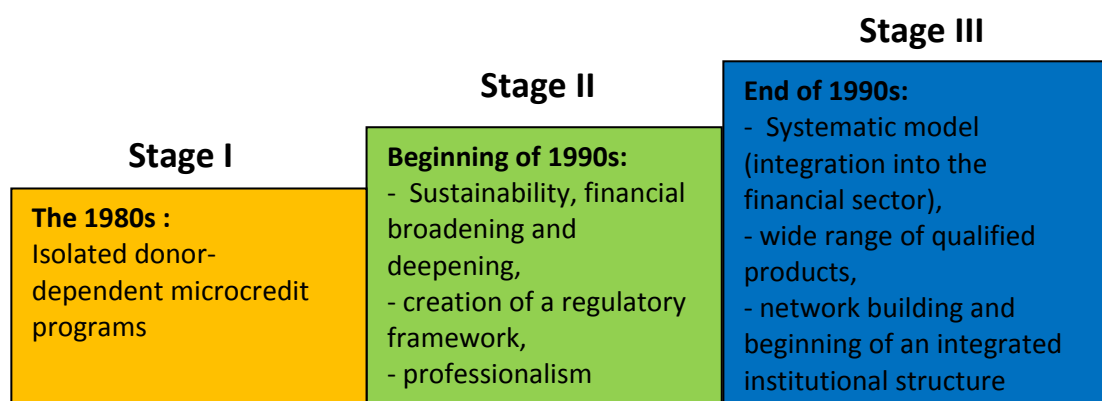 Stage I
The 1980s :
Isolated donor-
dependent microcredit
programs
Stage II
Beginning of 1990s:
- Sustainability, financial
broadening and
deepening,
- creation of a regulatory
framework,
- professionalism
Stage III
End of 1990s:
- Systematic model
(integration into the
financial sector),
- wide range of qualified
products,
- network building and
beginning of an integrated
institutional structure